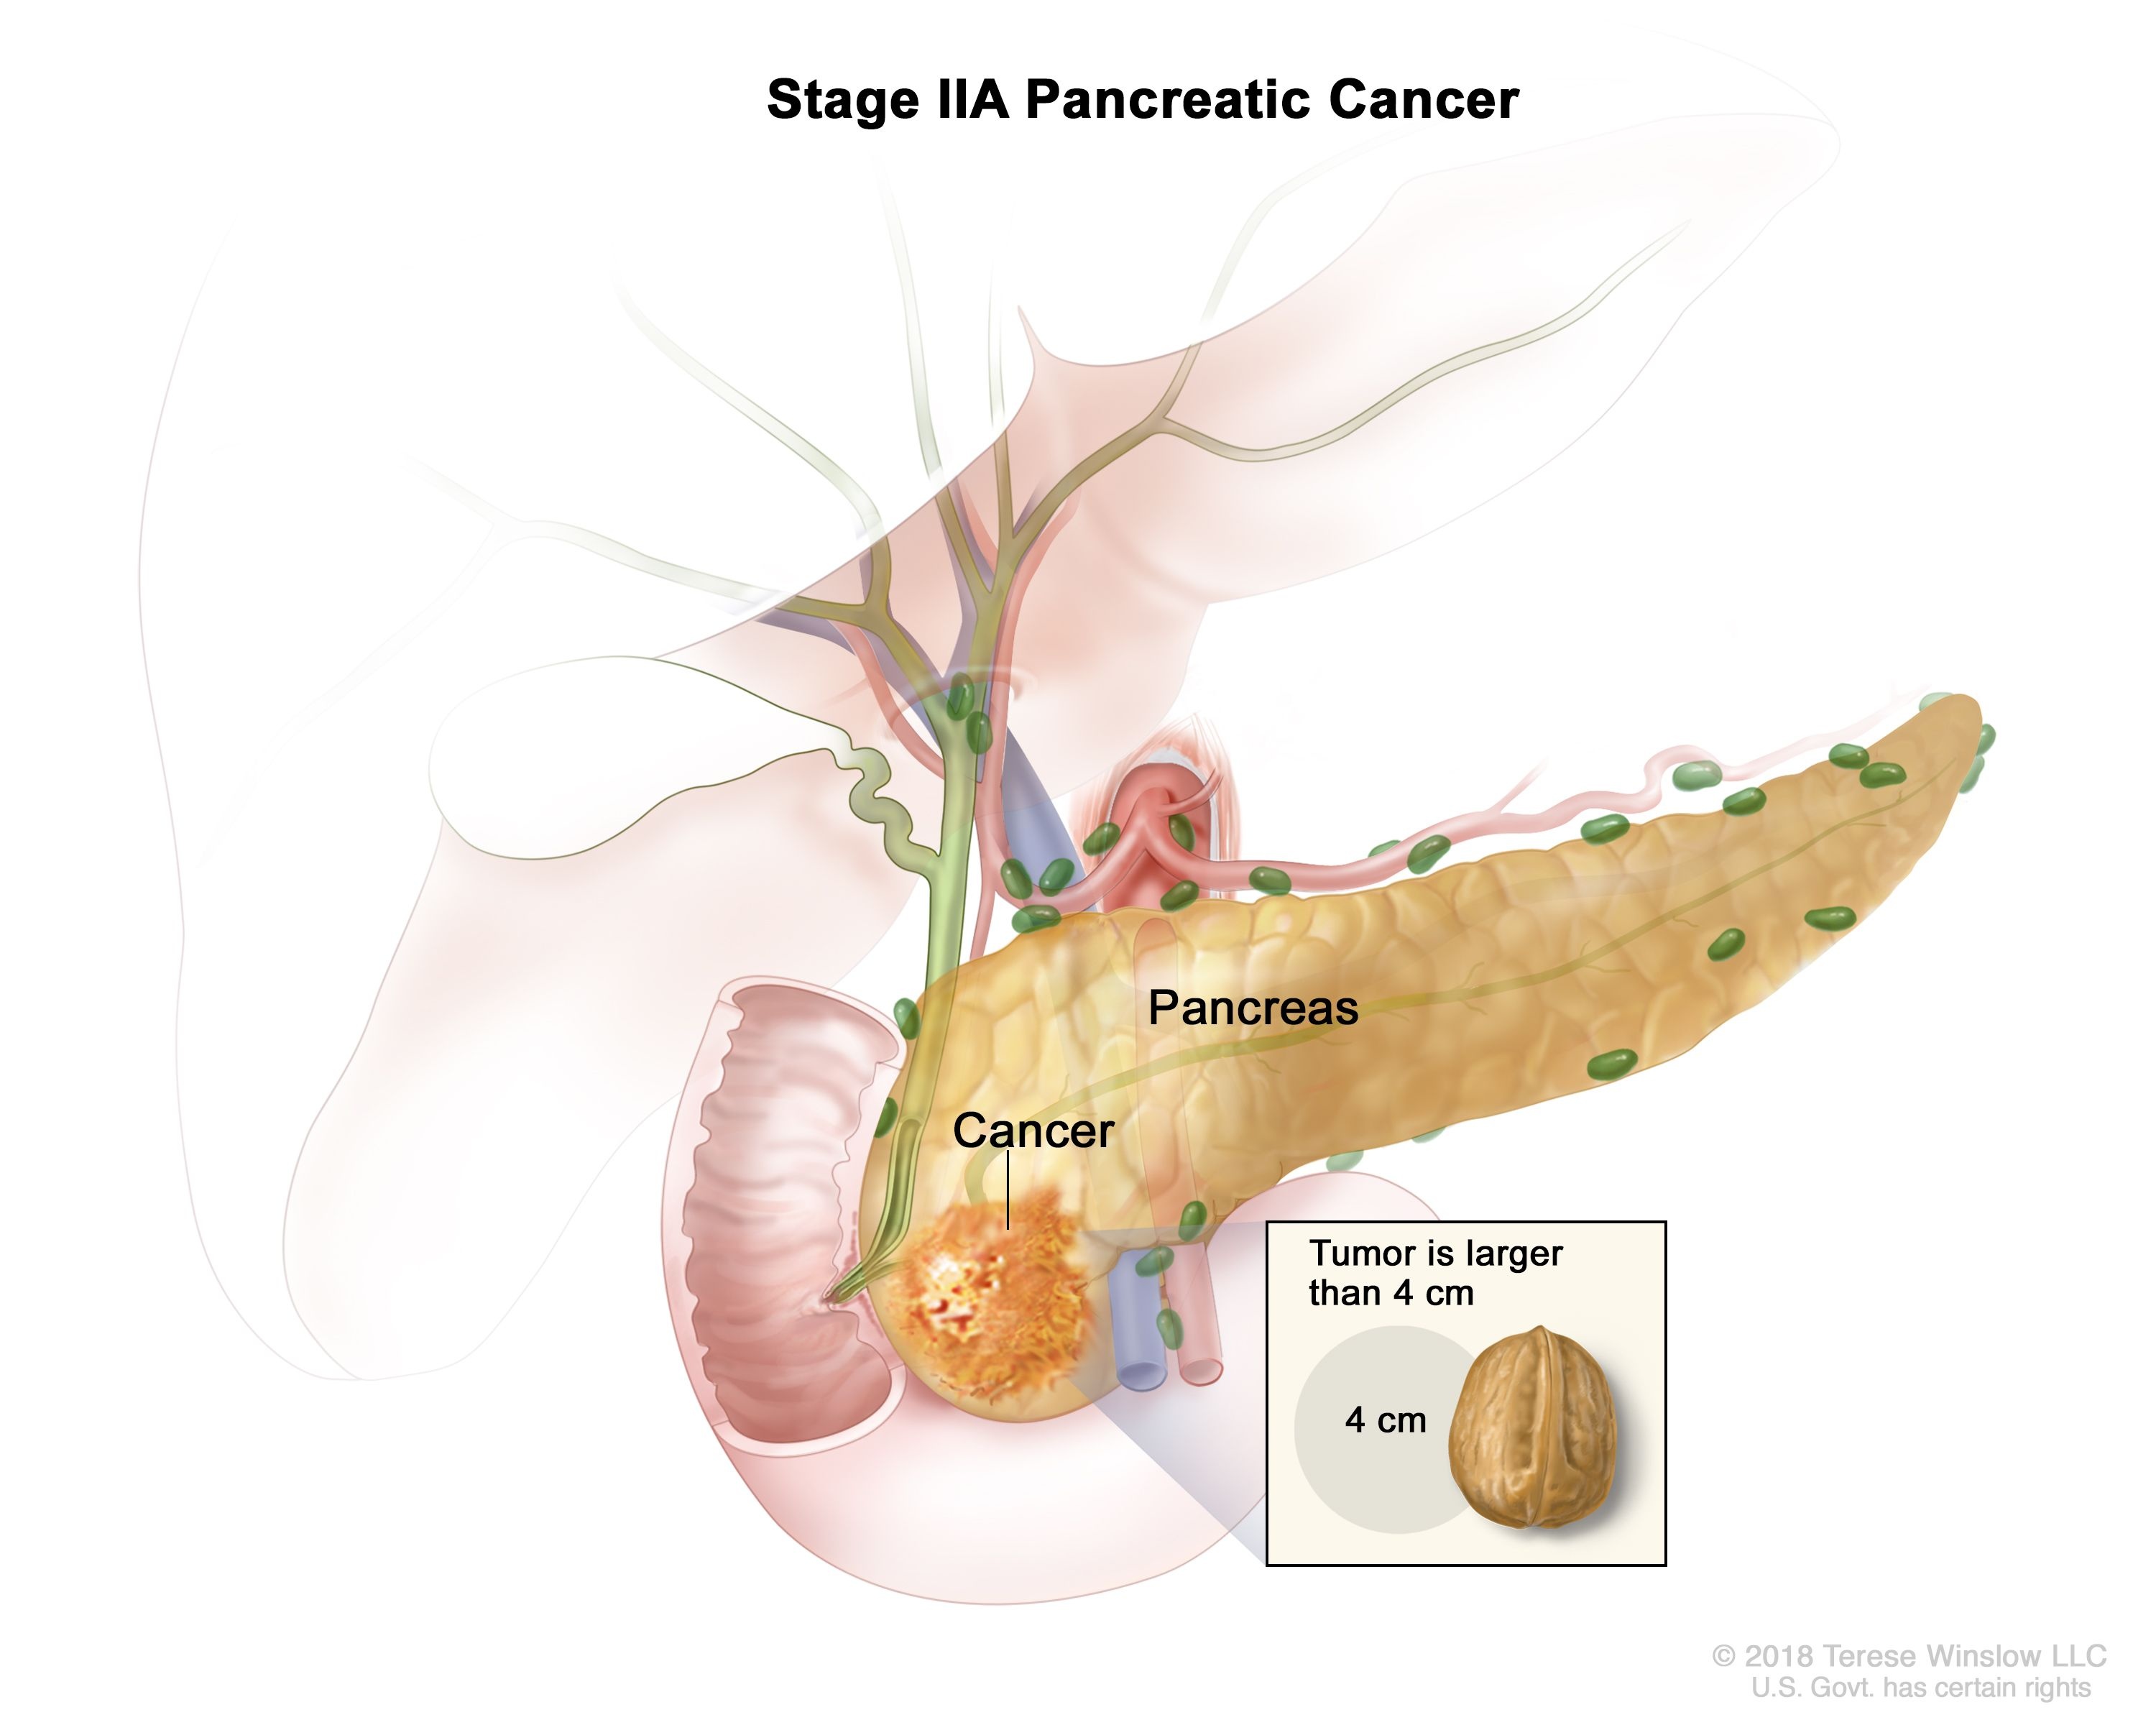 Stage IIA Pancreatic Cancer
Pancreas
Cancer
Tumor is larger
than 4 cm
4 cm
© 2018 Terese Winslow LLC
U.S. Govt. has certain rights